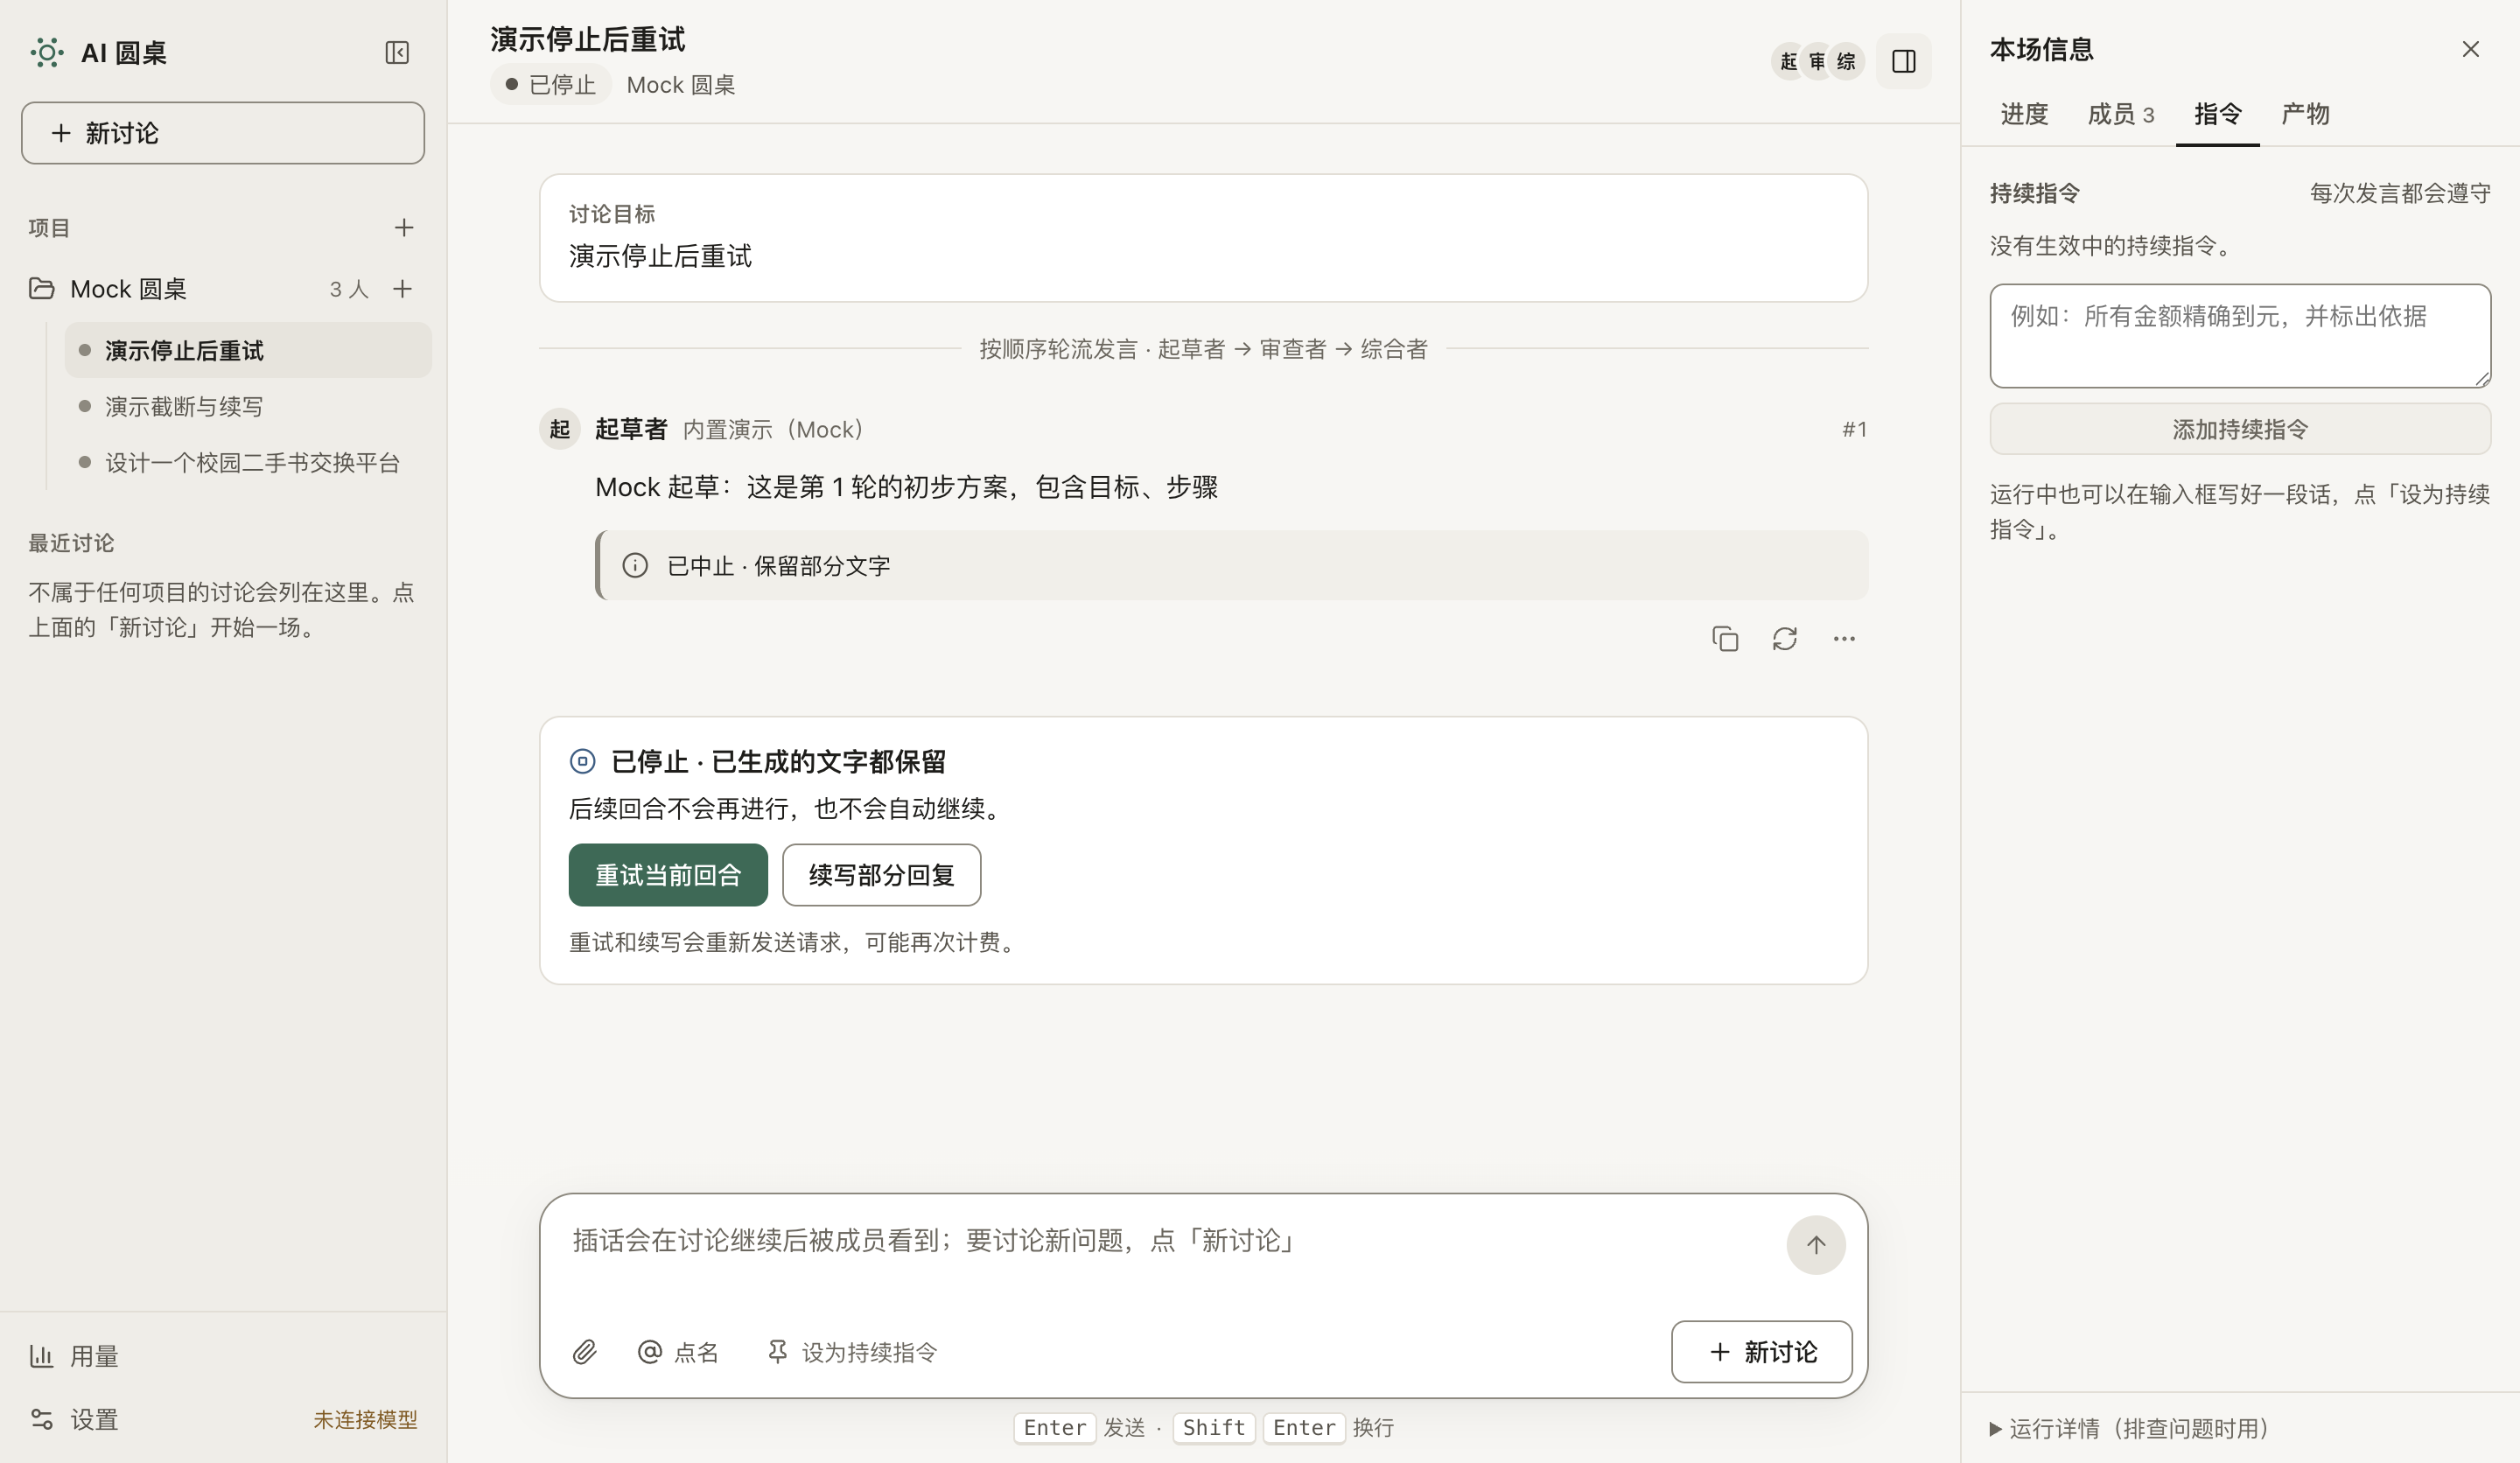 AI 圆桌
新讨论
项目
Mock 圆桌 3 人
演示停止后重试
演示截断与续写
设计一个校园二手书交换平台
最近讨论
不属于任何项目的讨论会列在这里。点
上面的「新讨论」开始一场。
用量
设置 未连接模型
演示停止后重试
已停止 Mock 圆桌
起 审 综
讨论目标
演示停止后重试
按顺序轮流发言 · 起草者 → 审查者 → 综合者
起 起草者 内置演示（Mock） #1
Mock 起草：这是第 1 轮的初步方案，包含目标、步骤
已中止 · 保留部分文字
已停止 · 已生成的文字都保留
后续回合不会再进行，也不会自动继续。
重试当前回合 续写部分回复
重试和续写会重新发送请求，可能再次计费。
插话会在讨论继续后被成员看到；要讨论新问题，点「新讨论」
点名 设为持续指令 新讨论
Enter 发送 · Shift Enter 换行
本场信息
进度 成员 3 指令 产物
持续指令 每次发言都会遵守
没有生效中的持续指令。
例如：所有金额精确到元，并标出依据
添加持续指令
运行中也可以在输入框写好一段话，点「设为持续
指令」。
运行详情（排查问题时用）